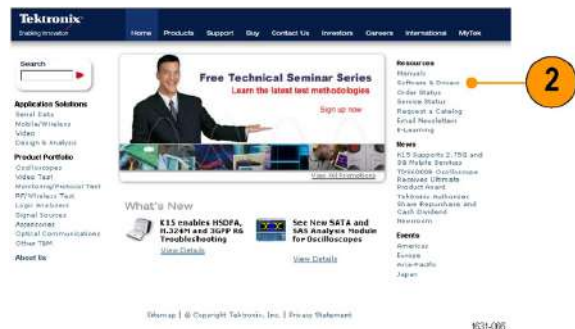 Tektronix
Enabling Innovation
Home Products Support Buy Contact Us Investors Careers International MyTek
Search
Application Solutions
Serial Data
Mobile/Wireless
Video
Design & Analysis
Product Portfolio
Oscilloscopes
Video Test
Monitoring/Protocol Test
RF/Wireless Test
Logic Analyzers
Signal Sources
Accessories
Optical Communications
Other T&M
About Us
Free Technical Seminar Series
Learn the latest test methodologies
Sign up now
View All Promotions
What's New
K15 enables HSDPA,
H.324M and 3GPP R6
Troubleshooting
View Details
See New SATA and
SAS Analysis Module
for Oscilloscopes
View Details
Resources
Manuals
Software & Drivers
Order Status
Service Status
Request a Catalog
Email Newsletters
E-Learning
News
K15 Supports 2.75G and
3G Mobile Services
Oscilloscope
Receives Ultimate
Product Award
Tektronix Authorizes
Share Repurchase and
Cash Dividend
Newsroom
Events
Americas
Europe
Asia-Pacific
Japan
2
Sitemap | © Copyright Tektronix, Inc. | Privacy Statement
1631-066